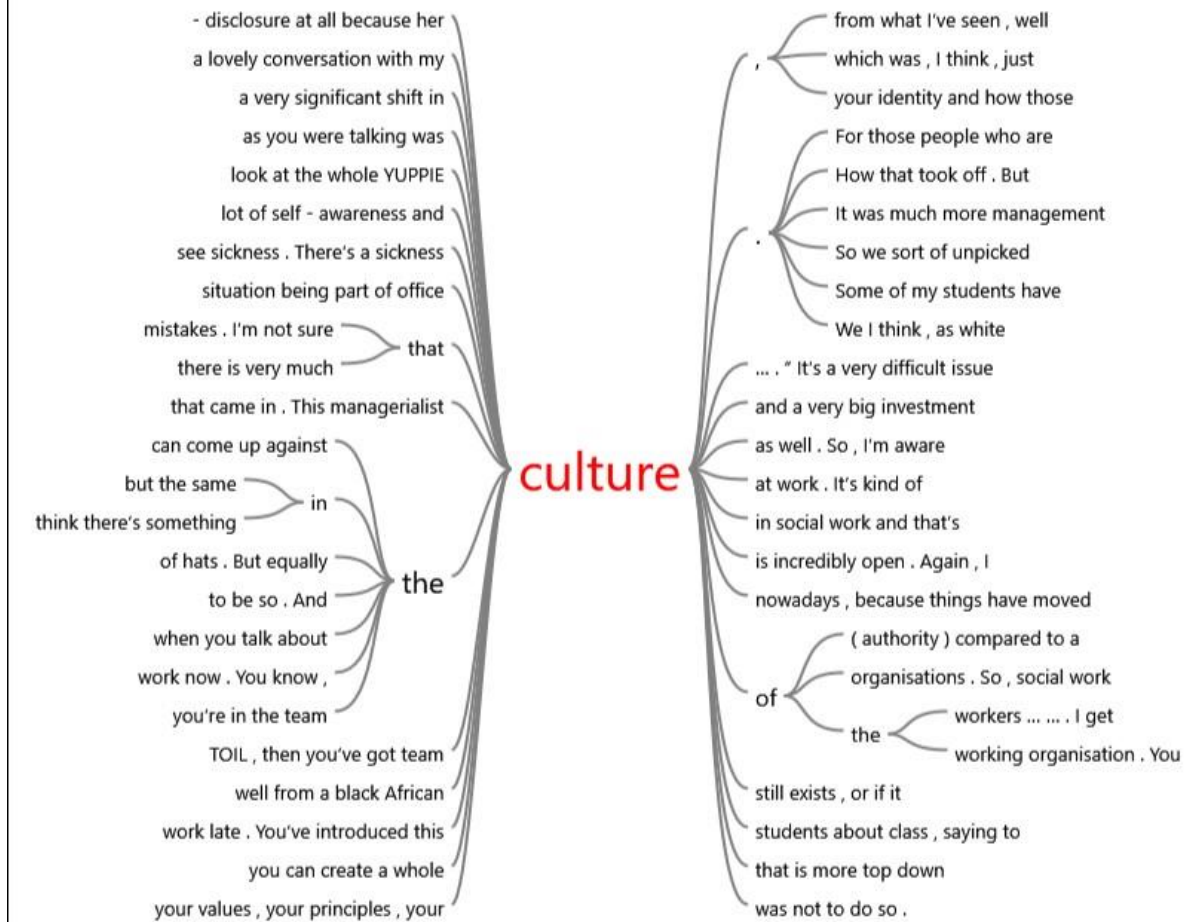 - disclosure at all because her
a lovely conversation with my
a very significant shift in
as you were talking was
look at the whole YUPPIE
lot of self - awareness and
see sickness . There's a sickness
situation being part of office
mistakes . I'm not sure
there is very much
that
that came in . This managerialist
can come up against
but the same
think there's something
in
of hats . But equally
to be so . And
when you talk about
work now . You know ,
you're in the team
the
TOIL , then you've got team
well from a black African
work late . You've introduced this
you can create a whole
your values , your principles , your
culture
,
from what I've seen , well
which was , I think , just
your identity and how those
.
For those people who are
How that took off . But
It was much more management
So we sort of unpicked
Some of my students have
We I think , as white
... . " It's a very difficult issue
and a very big investment
as well . So , I'm aware
at work . It's kind of
in social work and that's
is incredibly open . Again , I
nowadays , because things have moved
of
( authority ) compared to a
organisations . So , social work
the
workers ... ... . I get
working organisation . You
still exists , or if it
students about class , saying to
that is more top down
was not to do so .